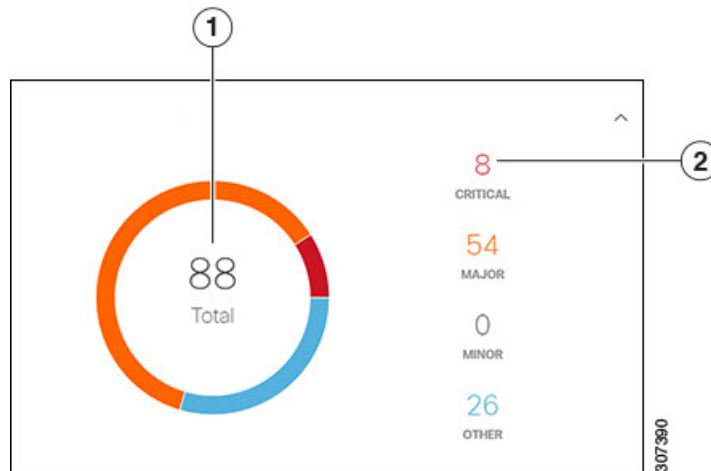 1
8
2
CRITICAL
54
MAJOR
88
Total
0
MINOR
26
OTHER
307390